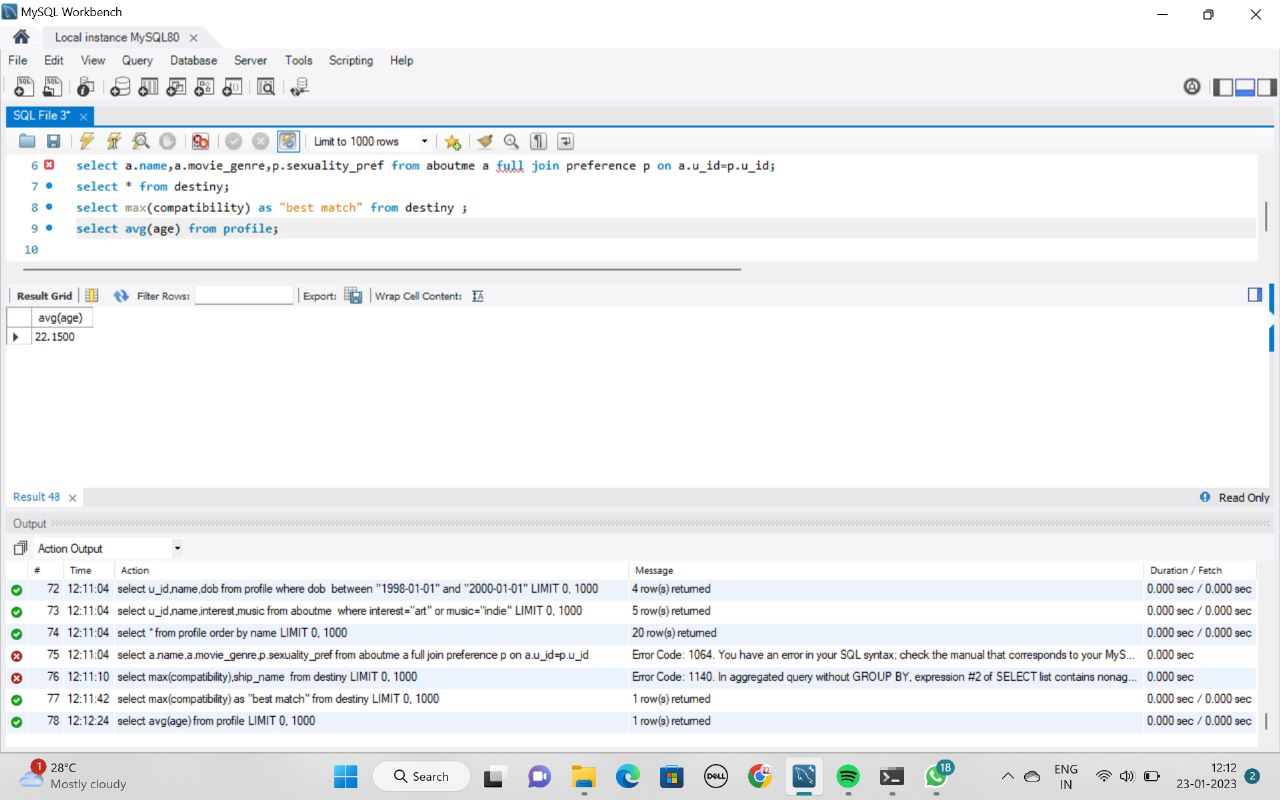 MySQL Workbench
Local instance MySQL80
File Edit View Query Database Server Tools Scripting Help
SQL File 3*
Limit to 1000 rows
6 select a.name,a.movie_genre,p.sexuality_pref from aboutme a full join preference p on a.u_id=p.u_id;
7 select * from destiny;
8 select max(compatibility) as "best match" from destiny ;
9 select avg(age) from profile;
10
Result Grid Filter Rows: Export: Wrap Cell Content:
avg(age)
22.1500
Result 48 Read Only
Output
Action Output
# Time Action Message Duration / Fetch
72 12:11:04 select u_id,name,dob from profile where dob between "1998-01-01" and "2000-01-01" LIMIT 0, 1000 4 row(s) returned 0.000 sec / 0.000 sec
73 12:11:04 select u_id,name,interest,music from aboutme where interest="art" or music="indie" LIMIT 0, 1000 5 row(s) returned 0.000 sec / 0.000 sec
74 12:11:04 select * from profile order by name LIMIT 0, 1000 20 row(s) returned 0.000 sec / 0.000 sec
75 12:11:04 select a.name,a.movie_genre,p.sexuality_pref from aboutme a full join preference p on a.u_id=p.u_id Error Code: 1064. You have an error in your SQL syntax; check the manual that corresponds to your MyS... 0.000 sec
76 12:11:10 select max(compatibility),ship_name from destiny LIMIT 0, 1000 Error Code: 1140. In aggregated query without GROUP BY, expression #2 of SELECT list contains nonag... 0.000 sec
77 12:11:42 select max(compatibility) as "best match" from destiny LIMIT 0, 1000 1 row(s) returned 0.000 sec / 0.000 sec
78 12:12:24 select avg(age) from profile LIMIT 0, 1000 1 row(s) returned 0.000 sec / 0.000 sec
1 28°C
Mostly cloudy
Search
DELL
18
ENG
IN
12:12
23-01-2023
2